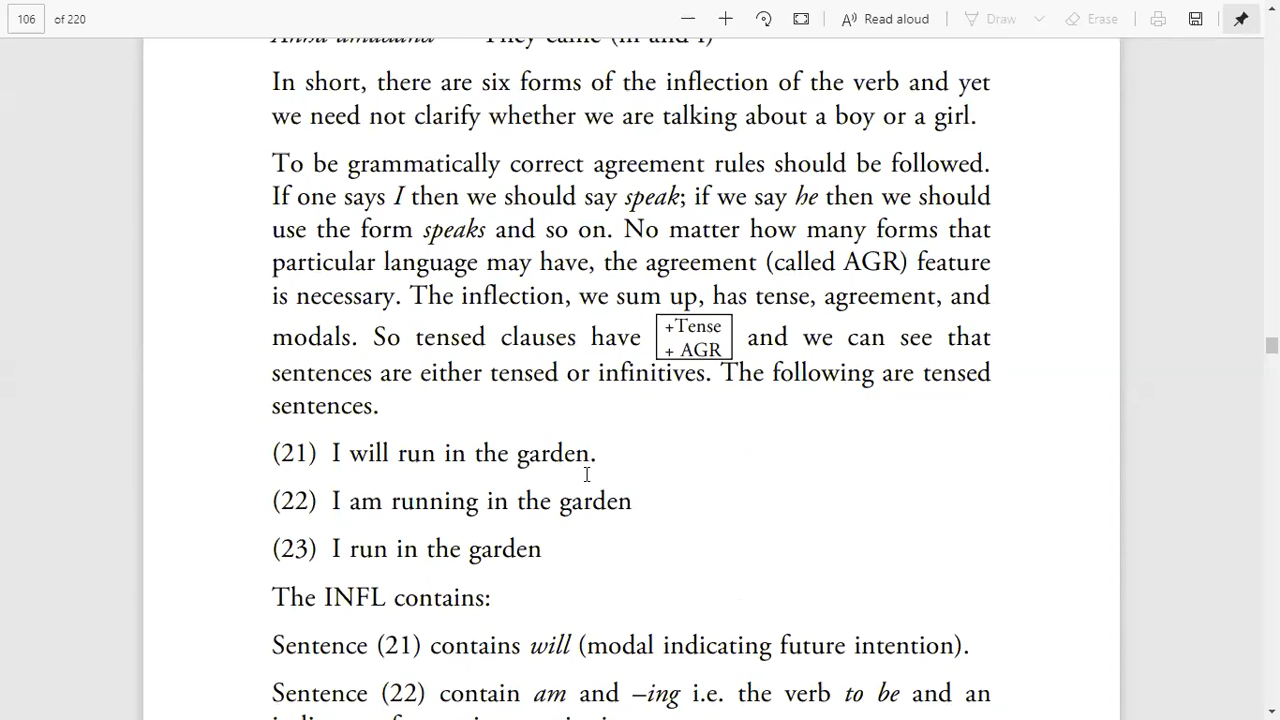 106 of 220 Read aloud Draw Erase
In short, there are six forms of the inflection of the verb and yet
we need not clarify whether we are talking about a boy or a girl.
To be grammatically correct agreement rules should be followed.
If one says I then we should say speak; if we say he then we should
use the form speaks and so on. No matter how many forms that
particular language may have, the agreement (called AGR) feature
is necessary. The inflection, we sum up, has tense, agreement, and
modals. So tensed clauses have +Tense + AGR and we can see that
sentences are either tensed or infinitives. The following are tensed
sentences.
(21) I will run in the garden.
(22) I am running in the garden
(23) I run in the garden
The INFL contains:
Sentence (21) contains will (modal indicating future intention).
Sentence (22) contain am and –ing i.e. the verb to be and an